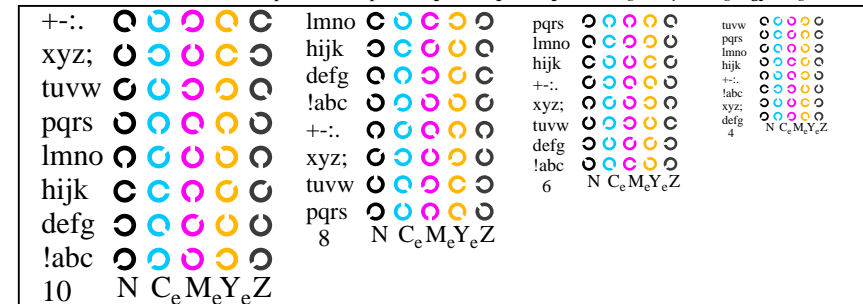 +-:.
xyz;
tuvw
pqrs
lmno
hijk
defg
!abc
10 N CeMeYeZ
lmno
hijk
defg
!abc
+-:.
xyz;
tuvw
pqrs
8 N CeMeYeZ
pqrs
lmno
hijk
+-:.
xyz;
tuvw
defg
!abc
6 N CeMeYeZ
tuvw
pqrs
lmno
hijk
+-:.
!abc
xyz;
defg
4 N CeMeYeZ